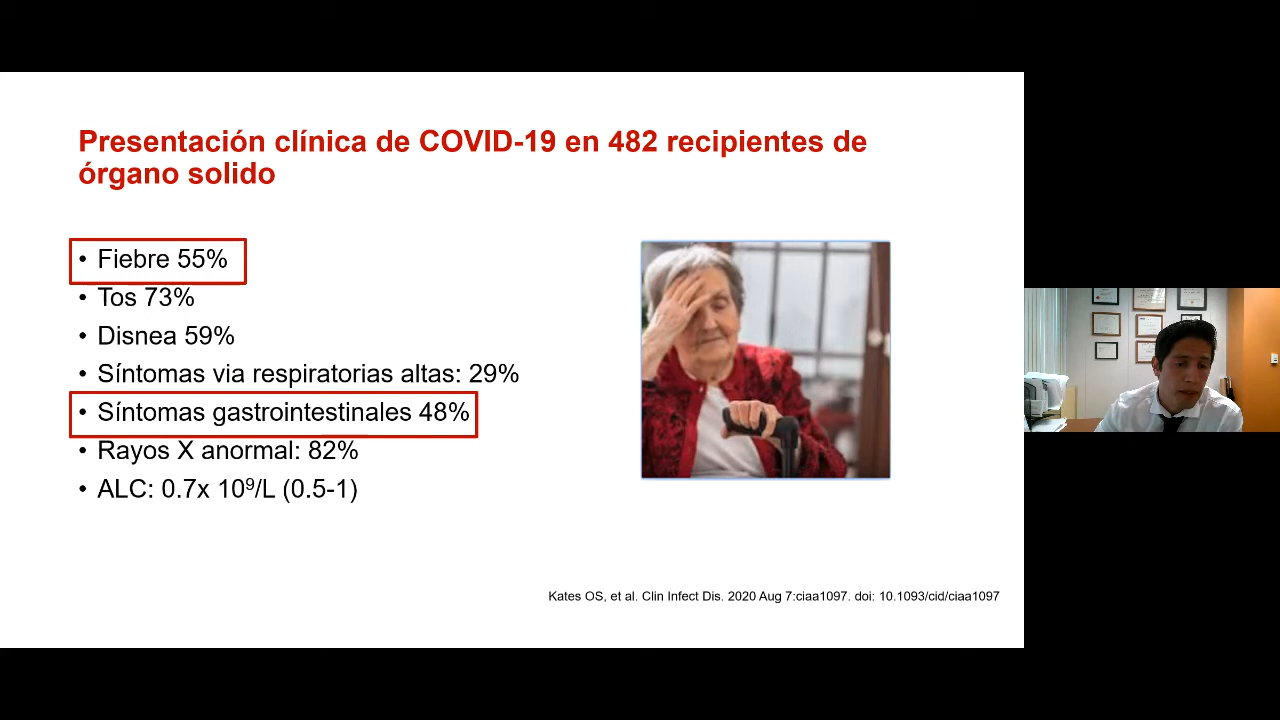 Presentación clínica de COVID-19 en 482 recipientes de
órgano solido
• Fiebre 55%
• Tos 73%
• Disnea 59%
• Síntomas via respiratorias altas: 29%
• Síntomas gastrointestinales 48%
• Rayos X anormal: 82%
• ALC: 0.7x 10⁹/L (0.5-1)
Kates OS, et al. Clin Infect Dis. 2020 Aug 7:ciaa1097. doi: 10.1093/cid/ciaa1097